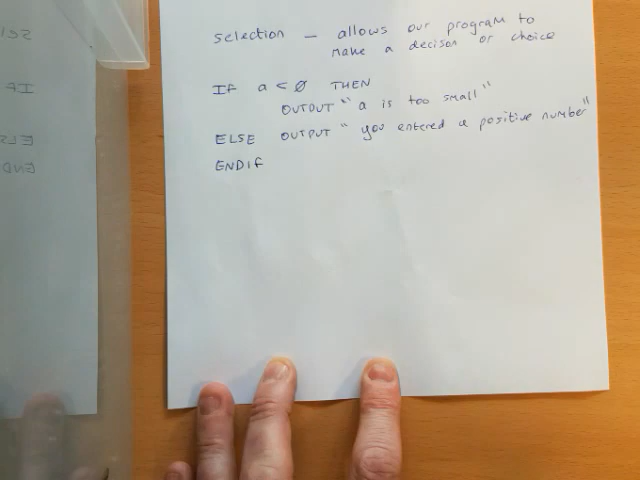 selection — allows our program to
make a decison or choice
IF a < 0 THEN
OUTPUT "a is too small"
ELSE OUTPUT "you entered a positive number"
ENDIF